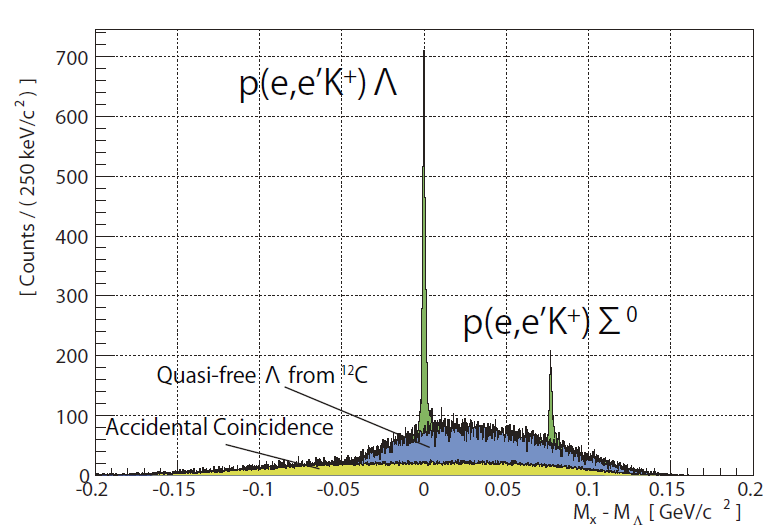 [ Counts / ( 250 keV/c²) ]
700
600
500
400
300
200
100
0
p(e,e′K⁺) Λ
p(e,e′K⁺) Σ⁰
Quasi-free Λ from ¹²C
Accidental Coincidence
-0.2 -0.15 -0.1 -0.05 0 0.05 0.1 0.15 0.2
Mₓ - M_Λ [ GeV/c ² ]